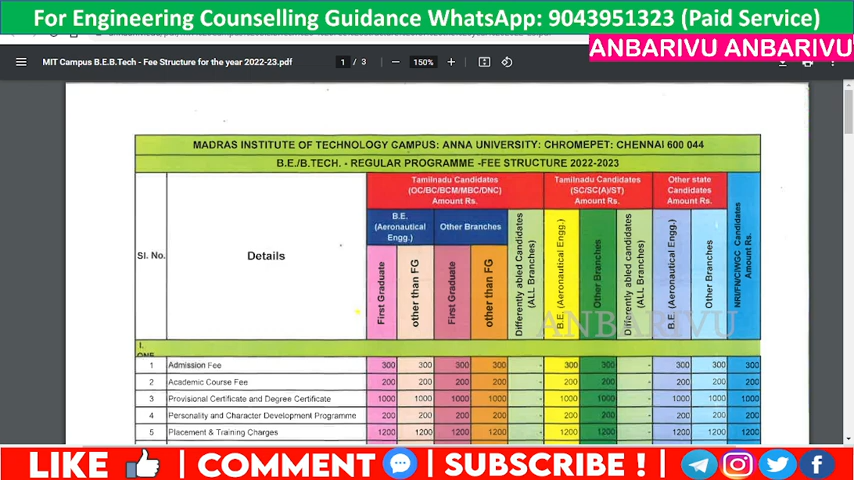 For Engineering Counselling Guidance WhatsApp: 9043951323 (Paid Service)
ANBARIVU ANBARIVU
MIT Campus B.E.B.Tech - Fee Structure for the year 2022-23.pdf 1 / 3 — 150% +
MADRAS INSTITUTE OF TECHNOLOGY CAMPUS: ANNA UNIVERSITY: CHROMEPET: CHENNAI 600 044
B.E./B.TECH. - REGULAR PROGRAMME -FEE STRUCTURE 2022-2023
Sl. No.
Details
Tamilnadu Candidates
(OC/BC/BCM/MBC/DNC)
Amount Rs.
Tamilnadu Candidates
(SC/SC(A)/ST)
Amount Rs.
Other state
Candidates
Amount Rs.
B.E.
(Aeronautical
Engg.)
Other Branches
First Graduate
other than FG
First Graduate
other than FG
Differently abled Candidates
(ALL Branches)
B.E. (Aeronautical Engg.)
Other Branches
Differently abled candidates
(ALL Branches)
B.E. (Aeronautical Engg.)
Other Branches
NRI/FN/CIWGC Candidates
Amount Rs.
ANBARIVU
I.
ONE
1 Admission Fee 300 300 300 300 - 300 300 - 300 300 300
2 Academic Course Fee 200 200 200 200 - 200 200 - 200 200 200
3 Provisional Certificate and Degree Certificate 1000 1000 1000 1000 - 1000 1000 - 1000 1000 1000
4 Personality and Character Development Programme 200 200 200 200 - 200 200 - 200 200 200
5 Placement & Training Charges 1200 1200 1200 1200 - 1200 1200 - 1200 1200 1200
LIKE | COMMENT | SUBSCRIBE ! |